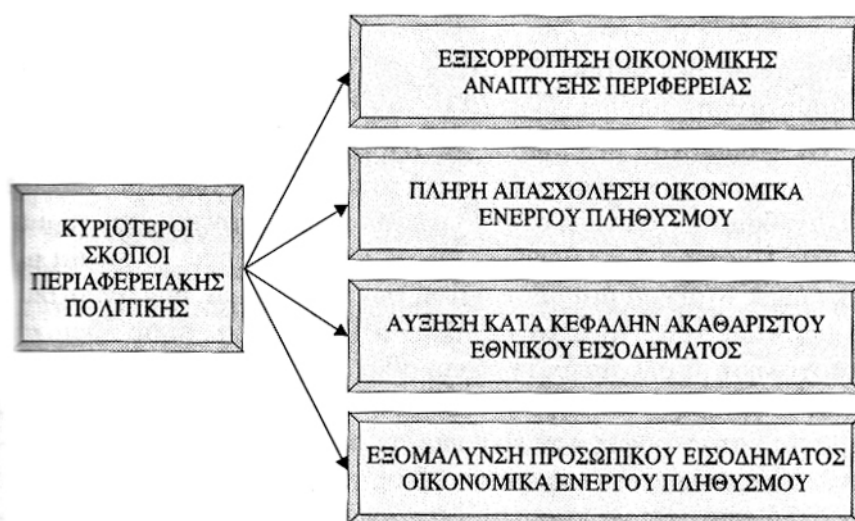 ΚΥΡΙΟΤΕΡΟΙ
ΣΚΟΠΟΙ
ΠΕΡΙΑΦΕΡΕΙΑΚΗΣ
ΠΟΛΙΤΙΚΗΣ
ΕΞΙΣΟΡΡΟΠΗΣΗ ΟΙΚΟΝΟΜΙΚΗΣ
ΑΝΑΠΤΥΞΗΣ ΠΕΡΙΦΕΡΕΙΑΣ
ΠΛΗΡΗ ΑΠΑΣΧΟΛΗΣΗ ΟΙΚΟΝΟΜΙΚΑ
ΕΝΕΡΓΟΥ ΠΛΗΘΥΣΜΟΥ
ΑΥΞΗΣΗ ΚΑΤΑ ΚΕΦΑΛΗΝ ΑΚΑΘΑΡΙΣΤΟΥ
ΕΘΝΙΚΟΥ ΕΙΣΟΔΗΜΑΤΟΣ
ΕΞΟΜΑΛΥΝΣΗ ΠΡΟΣΩΠΙΚΟΥ ΕΙΣΟΔΗΜΑΤΟΣ
ΟΙΚΟΝΟΜΙΚΑ ΕΝΕΡΓΟΥ ΠΛΗΘΥΣΜΟΥ